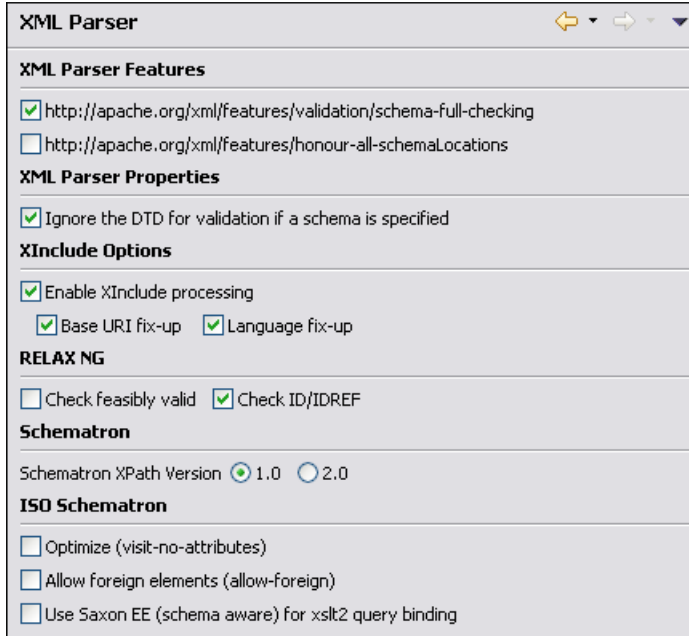 XML Parser
XML Parser Features
http://apache.org/xml/features/validation/schema-full-checking
http://apache.org/xml/features/honour-all-schemaLocations
XML Parser Properties
Ignore the DTD for validation if a schema is specified
XInclude Options
Enable XInclude processing
Base URI fix-up Language fix-up
RELAX NG
Check feasibly valid Check ID/IDREF
Schematron
Schematron XPath Version 1.0 2.0
ISO Schematron
Optimize (visit-no-attributes)
Allow foreign elements (allow-foreign)
Use Saxon EE (schema aware) for xslt2 query binding